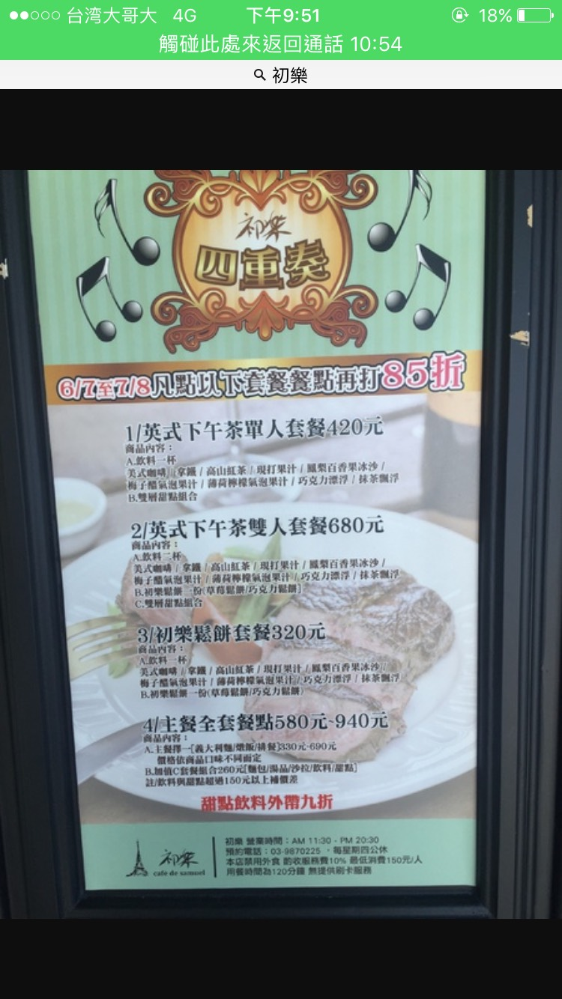 台湾大哥大 4G 下午9:51 18%
觸碰此處來返回通話 10:54
初樂
初樂
四重奏
6/7至7/8凡點以下套餐餐點再打85折
1/英式下午茶單人套餐420元
商品內容：
A.飲料一杯
美式咖啡/拿鐵/高山紅茶/現打果汁/鳳梨百香果冰沙/
梅子醋氣泡果汁/薄荷檸檬氣泡果汁/巧克力漂浮/抹茶飄浮
B.雙層甜點組合
2/英式下午茶雙人套餐680元
商品內容：
A.飲料二杯
美式咖啡/拿鐵/高山紅茶/現打果汁/鳳梨百香果冰沙/
梅子醋氣泡果汁/薄荷檸檬氣泡果汁/巧克力漂浮/抹茶飄浮
B.初樂鬆餅一份(草莓鬆餅/巧克力鬆餅]
C.雙層甜點組合
3/初樂鬆餅套餐320元
商品內容：
A.飲料一杯
美式咖啡/拿鐵/高山紅茶/現打果汁/鳳梨百香果冰沙/
梅子醋氣泡果汁/薄荷檸檬氣泡果汁/巧克力漂浮/抹茶飄浮
B.初樂鬆餅一份(草莓鬆餅/巧克力鬆餅)
4/主餐全套餐點580元~940元
商品內容：
A.主餐擇一[義大利麵/燉飯/排餐]330元-690元
價格依商品口味不同而定
B.加值C套餐組合260元[麵包/湯品/沙拉/飲料/甜點]
註/飲料與甜點超過150元以上補價差
甜點飲料外帶九折
初樂
café de samuel
初樂 營業時間：AM 11:30 - PM 20:30
預約電話：03-9870225 ，每星期四公休
本店禁用外食 酌收服務費10% 最低消費150元/人
用餐時間為120分鐘 無提供刷卡服務